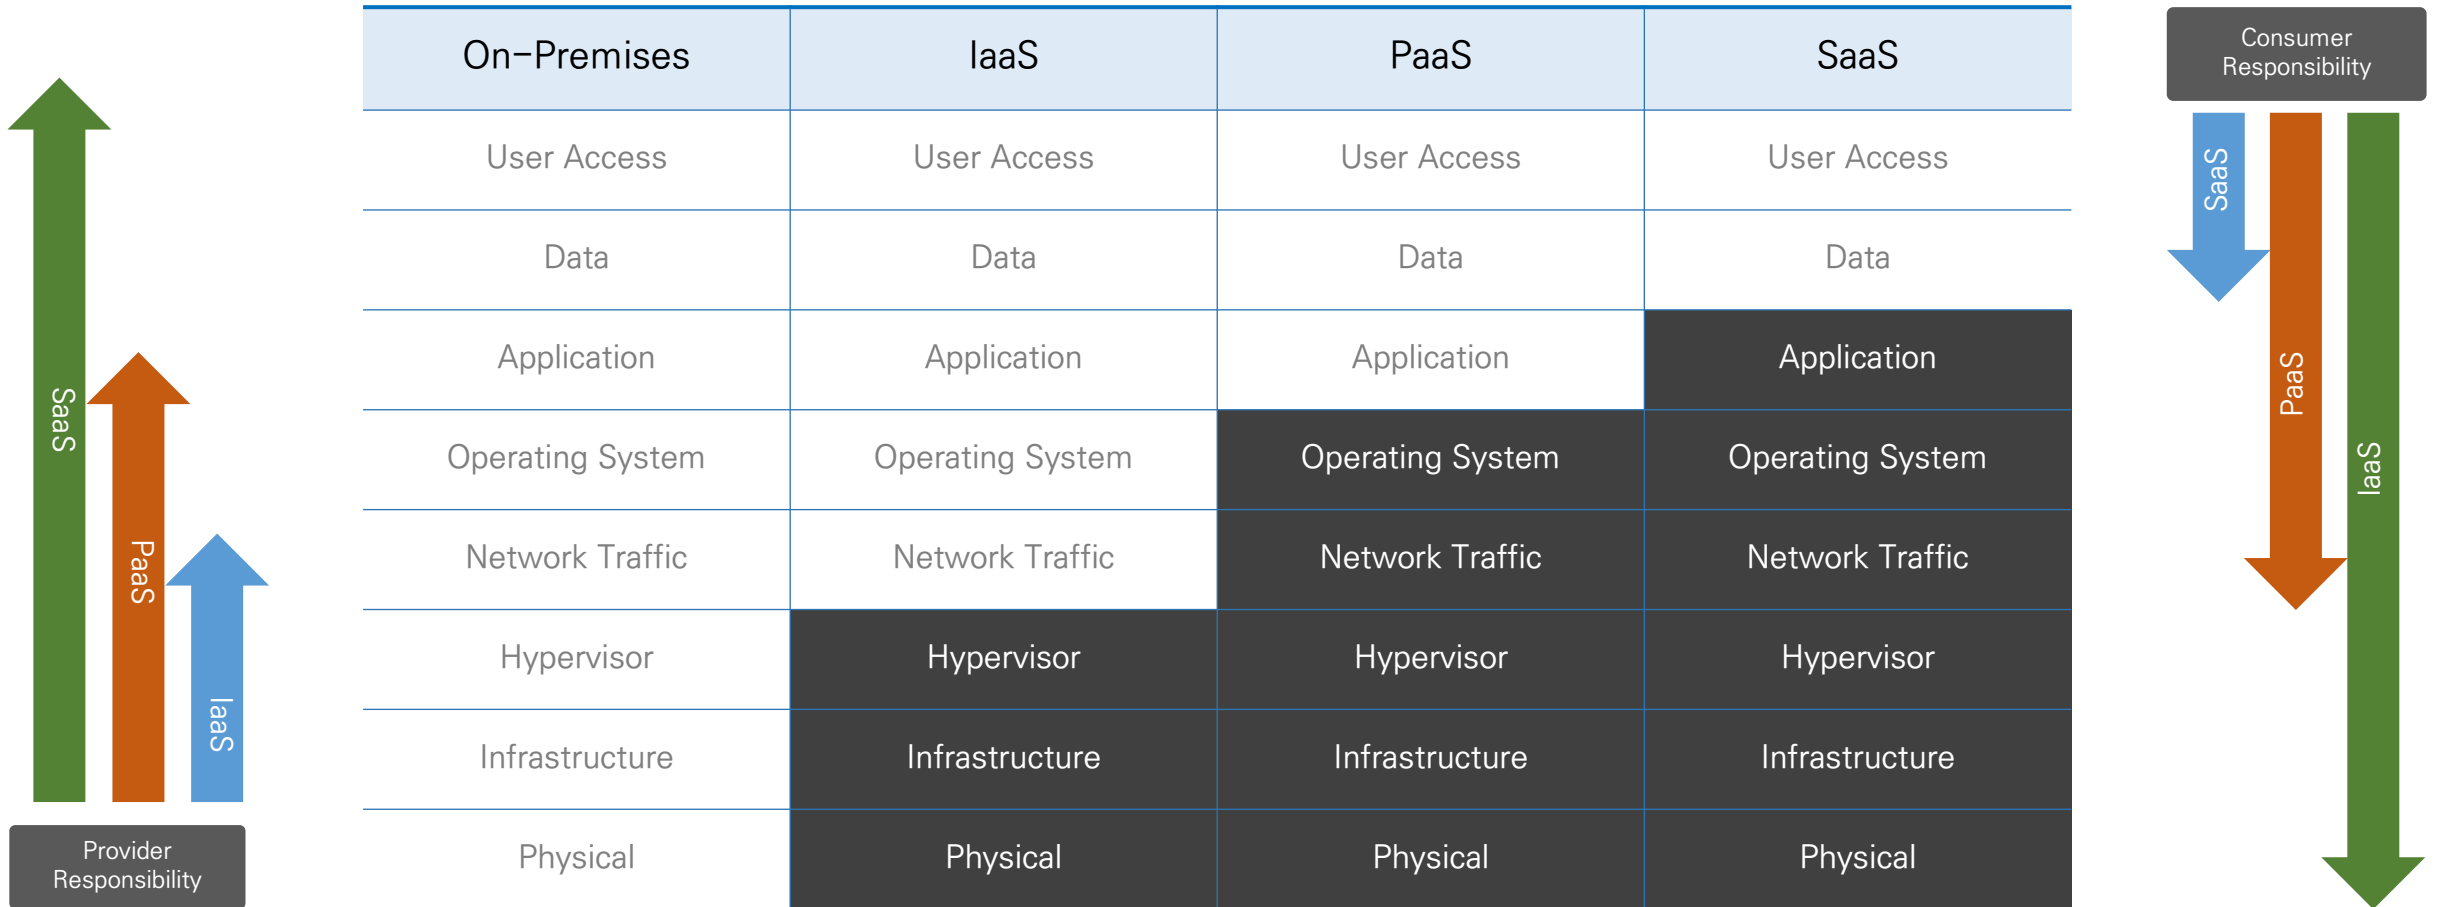 On-Premises IaaS PaaS SaaS
User Access User Access User Access User Access
Data Data Data Data
Application Application Application Application
Operating System Operating System Operating System Operating System
Network Traffic Network Traffic Network Traffic Network Traffic
Hypervisor Hypervisor Hypervisor Hypervisor
Infrastructure Infrastructure Infrastructure Infrastructure
Physical Physical Physical Physical
SaaS
PaaS
IaaS
Provider
Responsibility
Consumer
Responsibility
SaaS
PaaS
IaaS